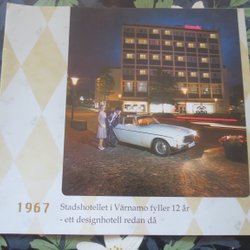 1967
Stadshotellet i Värnamo fyller 12 år
- ett designhotell redan då